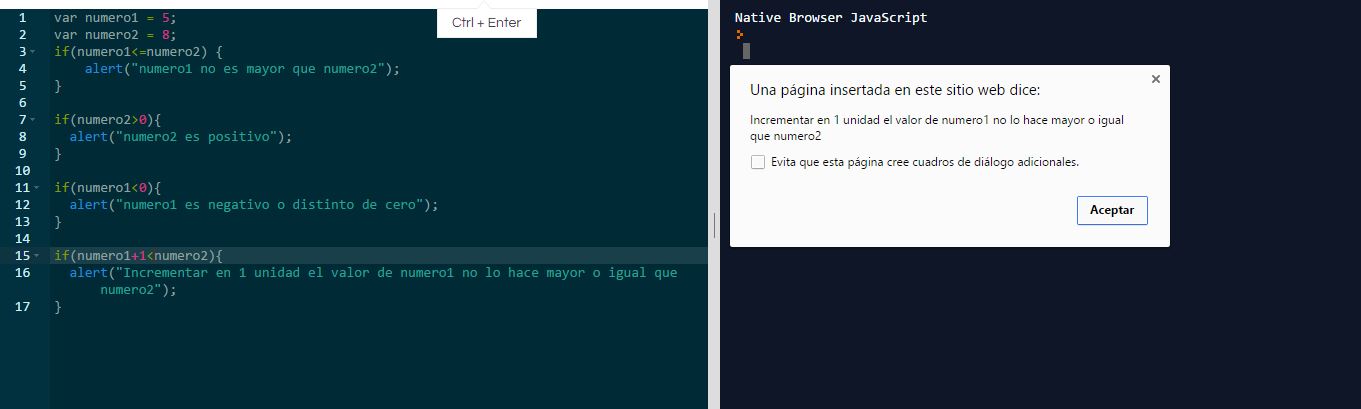 Ctrl + Enter
1 var numero1 = 5;
2 var numero2 = 8;
3 if(numero1<=numero2) {
4 alert("numero1 no es mayor que numero2");
5 }
6
7 if(numero2>0){
8 alert("numero2 es positivo");
9 }
10
11 if(numero1<0){
12 alert("numero1 es negativo o distinto de cero");
13 }
14
15 if(numero1+1<numero2){
16 alert("Incrementar en 1 unidad el valor de numero1 no lo hace mayor o igual que
numero2");
17 }
Native Browser JavaScript
Una página insertada en este sitio web dice:
Incrementar en 1 unidad el valor de numero1 no lo hace mayor o igual
que numero2
Evita que esta página cree cuadros de diálogo adicionales.
Aceptar